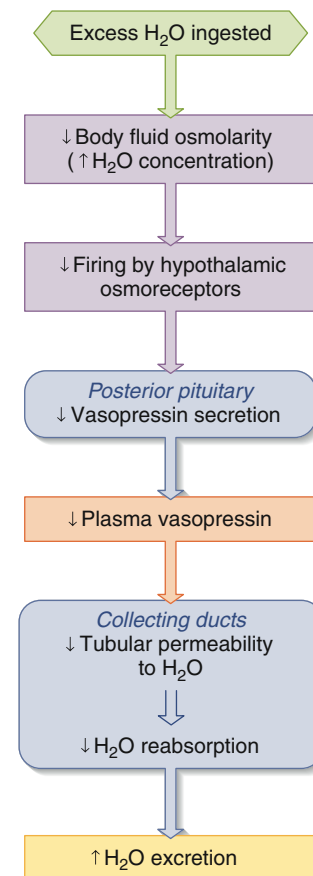 Excess H₂O ingested
↓Body fluid osmolarity
(↑H₂O concentration)
↓Firing by hypothalamic
osmoreceptors
Posterior pituitary
↓Vasopressin secretion
↓Plasma vasopressin
Collecting ducts
↓Tubular permeability
to H₂O
↓H₂O reabsorption
↑H₂O excretion